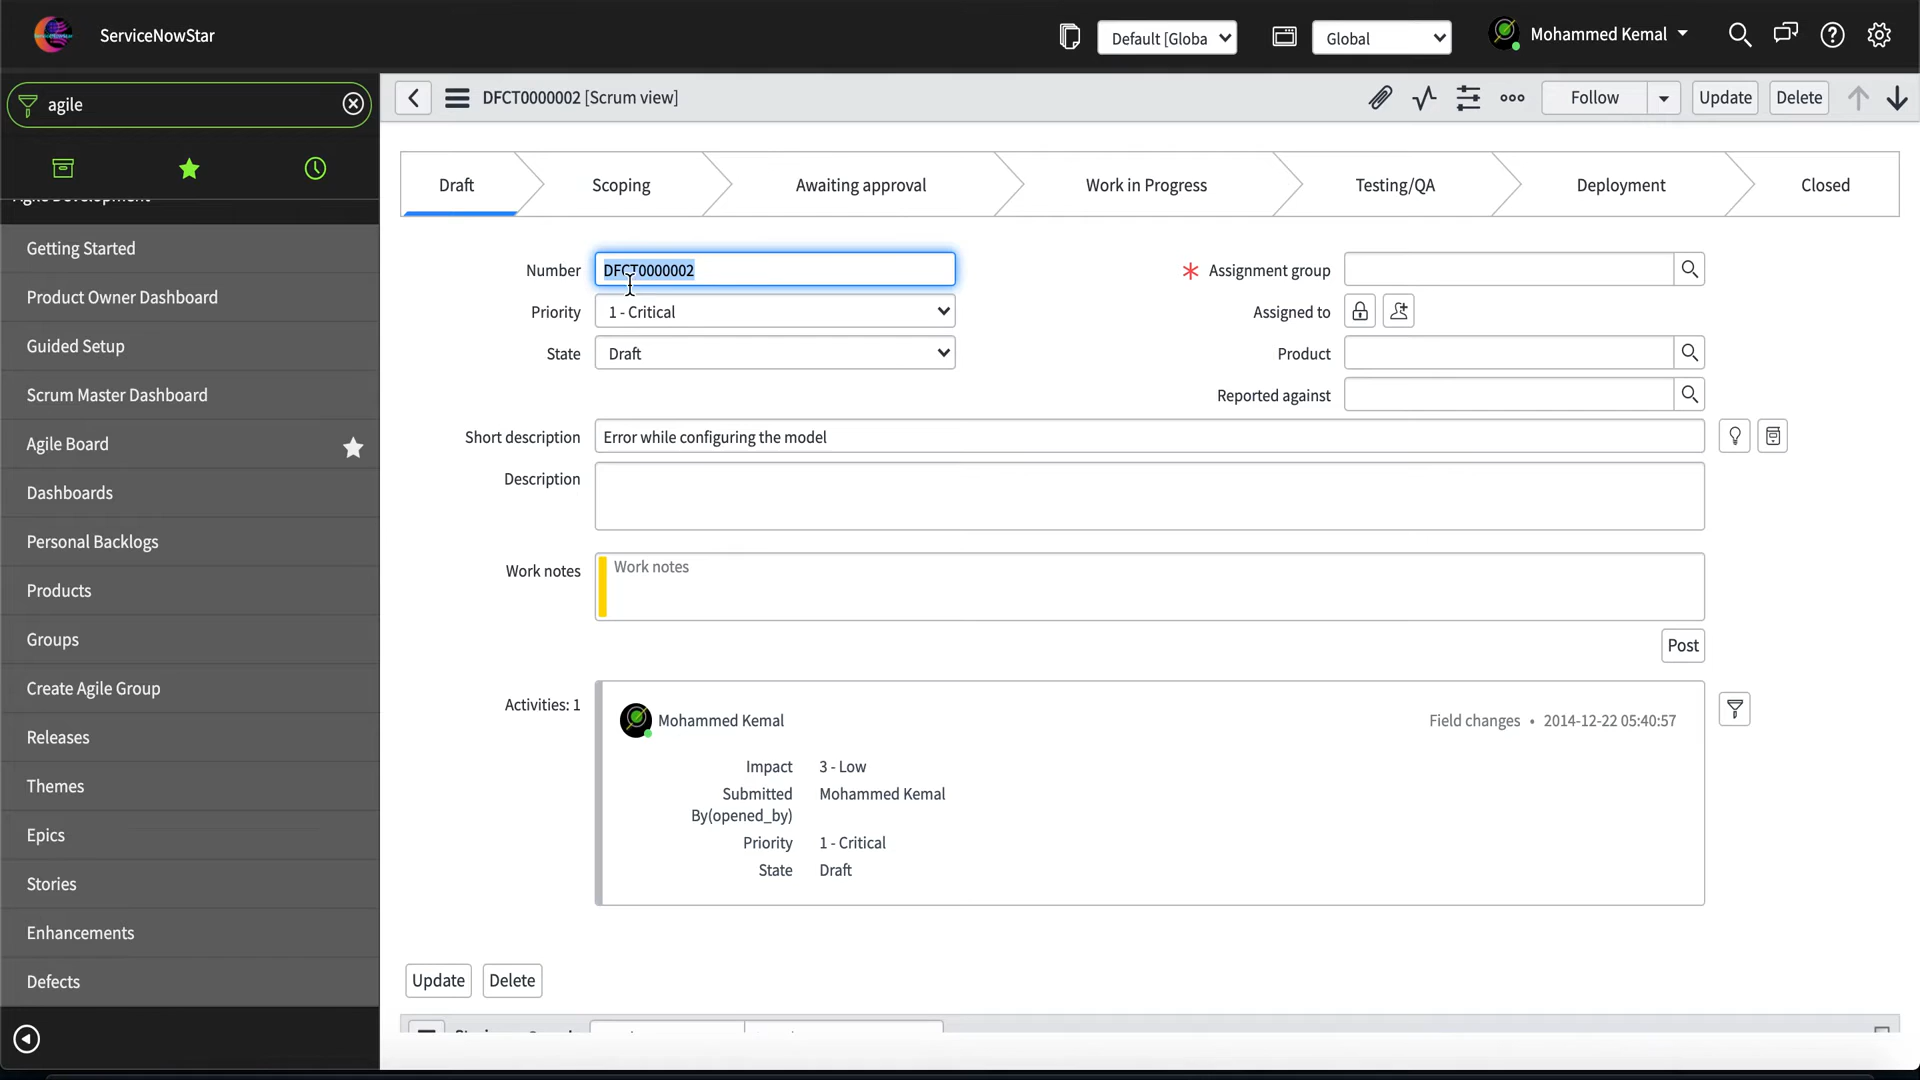 ServiceNowStar
Default [Globa
Global
Mohammed Kemal
agile
DFCT0000002 [Scrum view]
Follow
Update
Delete
Agile Development
Getting Started
Product Owner Dashboard
Guided Setup
Scrum Master Dashboard
Agile Board
Dashboards
Personal Backlogs
Products
Groups
Create Agile Group
Releases
Themes
Epics
Stories
Enhancements
Defects
Draft
Scoping
Awaiting approval
Work in Progress
Testing/QA
Deployment
Closed
Number DFCT0000002
Priority 1 - Critical
State Draft
Assignment group
Assigned to
Product
Reported against
Short description Error while configuring the model
Description
Work notes Work notes
Post
Activities: 1
Mohammed Kemal Field changes • 2014-12-22 05:40:57
Impact 3 - Low
Submitted Mohammed Kemal
By(opened_by)
Priority 1 - Critical
State Draft
Update Delete